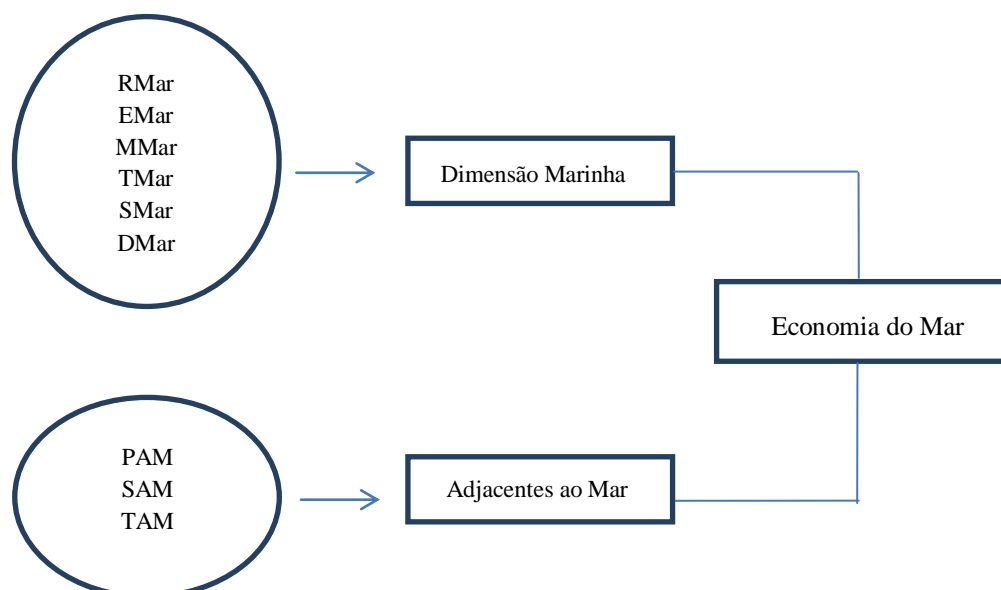 RMar
EMar
MMar
TMar
SMar
DMar
Dimensão Marinha
Economia do Mar
PAM
SAM
TAM
Adjacentes ao Mar